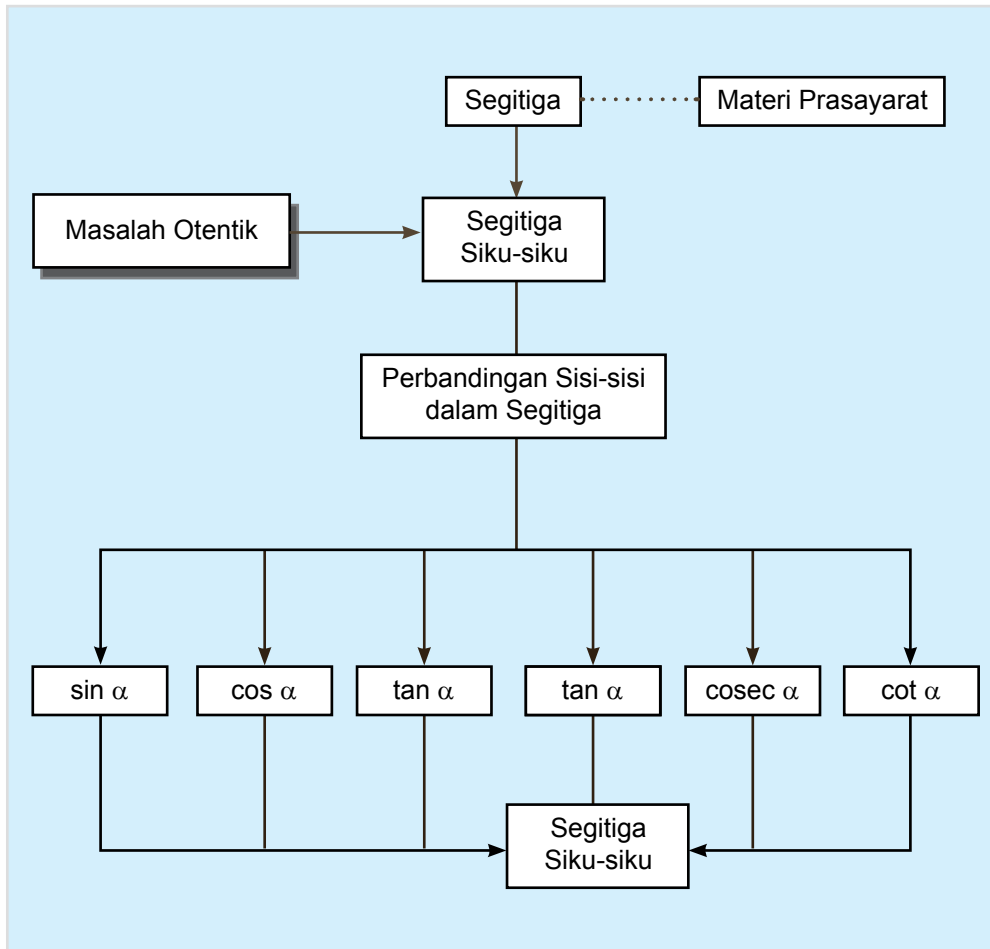 Segitiga
Materi Prasayarat
Masalah Otentik
Segitiga
Siku-siku
Perbandingan Sisi-sisi
dalam Segitiga
sin α
cos α
tan α
tan α
cosec α
cot α
Segitiga
Siku-siku